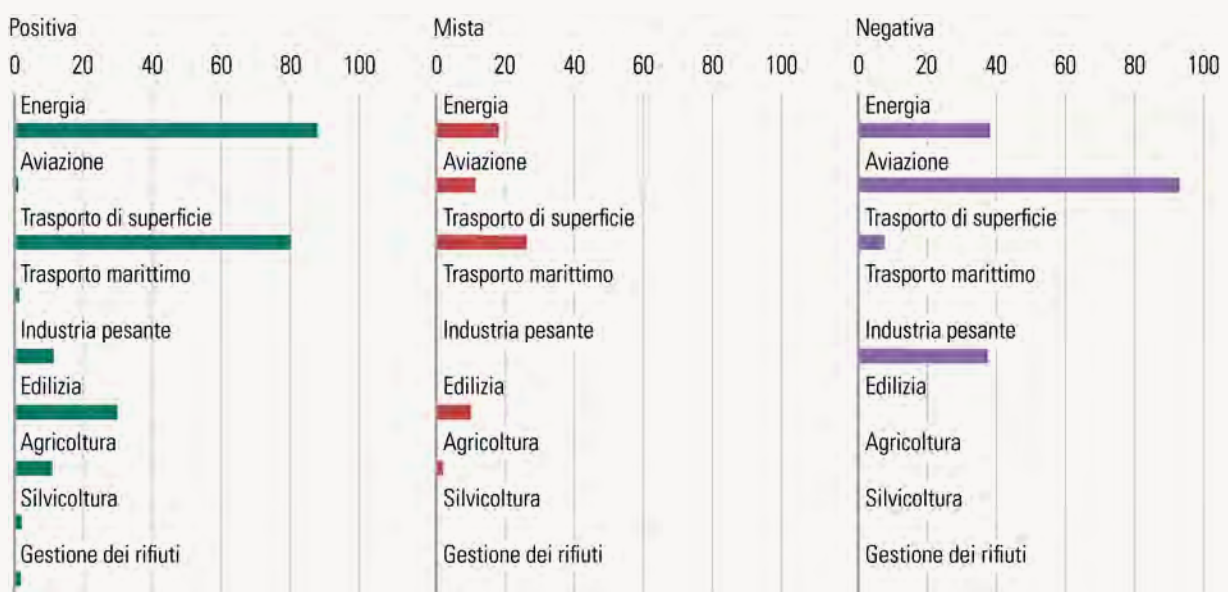 Positiva
0 20 40 60 80 100
Energia
Aviazione
Trasporto di superficie
Trasporto marittimo
Industria pesante
Edilizia
Agricoltura
Silvicoltura
Gestione dei rifiuti
Mista
0 20 40 60 80 100
Energia
Aviazione
Trasporto di superficie
Trasporto marittimo
Industria pesante
Edilizia
Agricoltura
Silvicoltura
Gestione dei rifiuti
Negativa
0 20 40 60 80 100
Energia
Aviazione
Trasporto di superficie
Trasporto marittimo
Industria pesante
Edilizia
Agricoltura
Silvicoltura
Gestione dei rifiuti